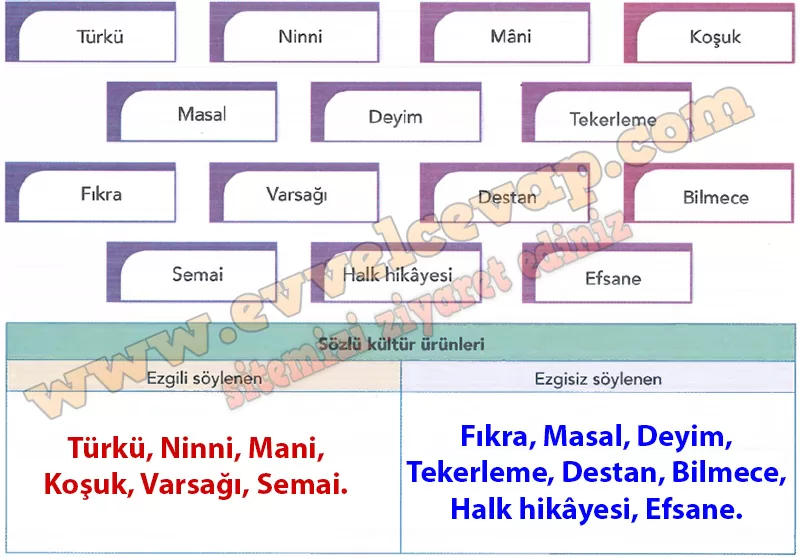 Türkü Ninni Mâni Koşuk
Masal Deyim Tekerleme
Fıkra Varsağı Destan Bilmece
Semai Halk hikâyesi Efsane
www.evvelcevap.com
sitemizi ziyaret ediniz
Sözlü kültür ürünleri
Ezgili söylenen Ezgisiz söylenen
Türkü, Ninni, Mani,
Koşuk, Varsağı, Semai.
Fıkra, Masal, Deyim,
Tekerleme, Destan, Bilmece,
Halk hikâyesi, Efsane.